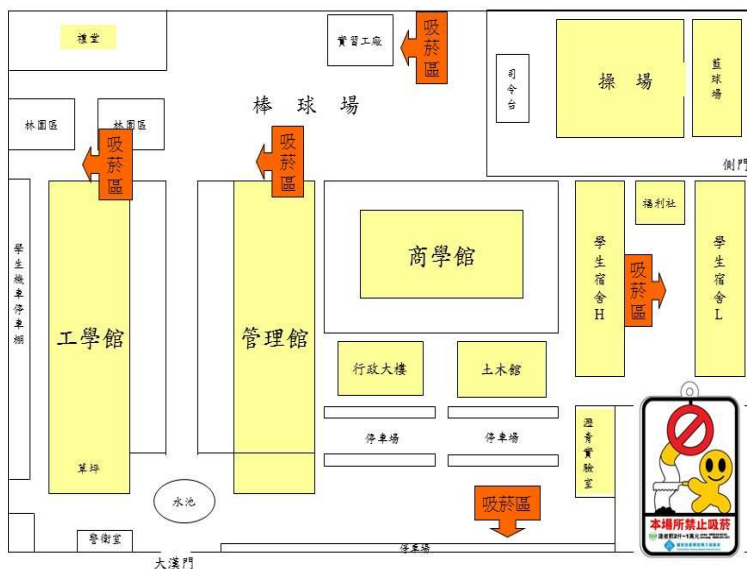 禮堂
實習工廠
吸菸區
司令台
操場
籃球場
林園區
林園區
棒球場
吸菸區
吸菸區
側門
學生機車停車棚
工學館
管理館
商學館
學生宿舍H
福利社
學生宿舍L
吸菸區
行政大樓
土木館
停車場
停車場
瀝青實驗室
草坪
水池
吸菸區
警衛室
大漢門
停車場
本場所禁止吸菸